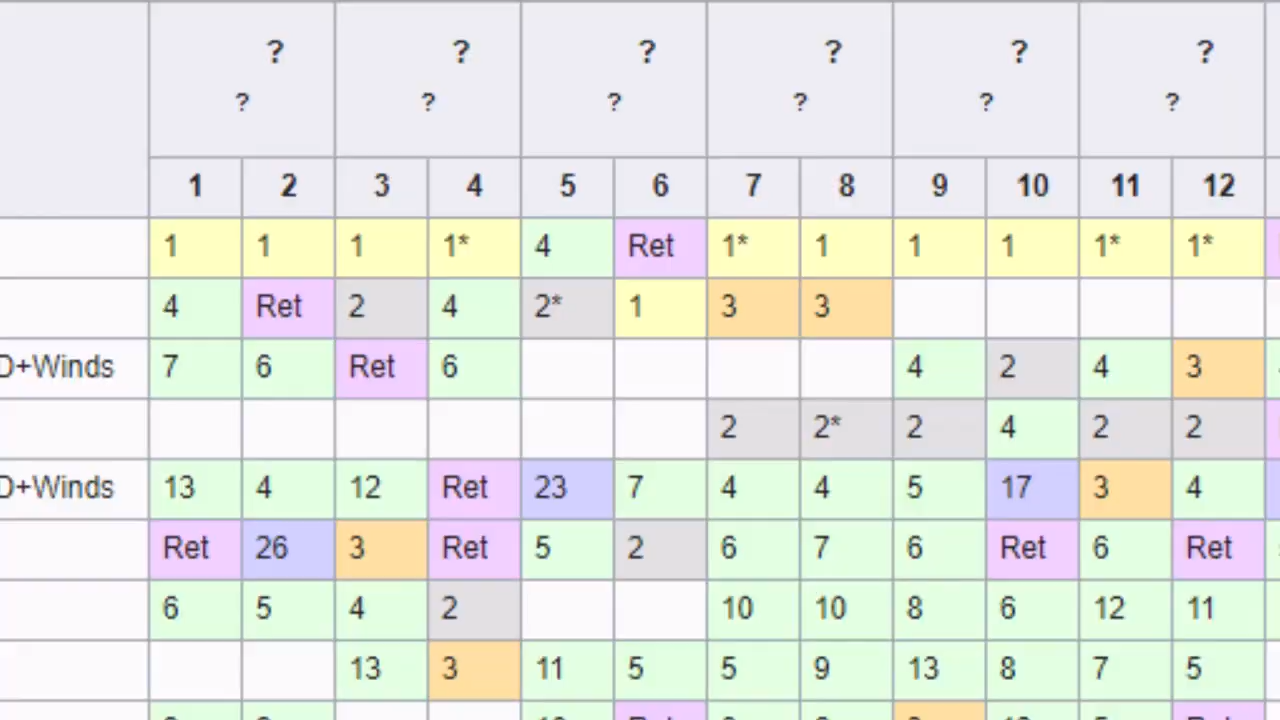 ? ? ? ? ? ?
? ? ? ? ? ?
1 2 3 4 5 6 7 8 9 10 11 12
1 1 1 1* 4 Ret 1* 1 1 1 1* 1*
4 Ret 2 4 2* 1 3 3
D+Winds 7 6 Ret 6 4 2 4 3
2 2* 2 4 2 2
D+Winds 13 4 12 Ret 23 7 4 4 5 17 3 4
Ret 26 3 Ret 5 2 6 7 6 Ret 6 Ret
6 5 4 2 10 10 8 6 12 11
13 3 11 5 5 9 13 8 7 5